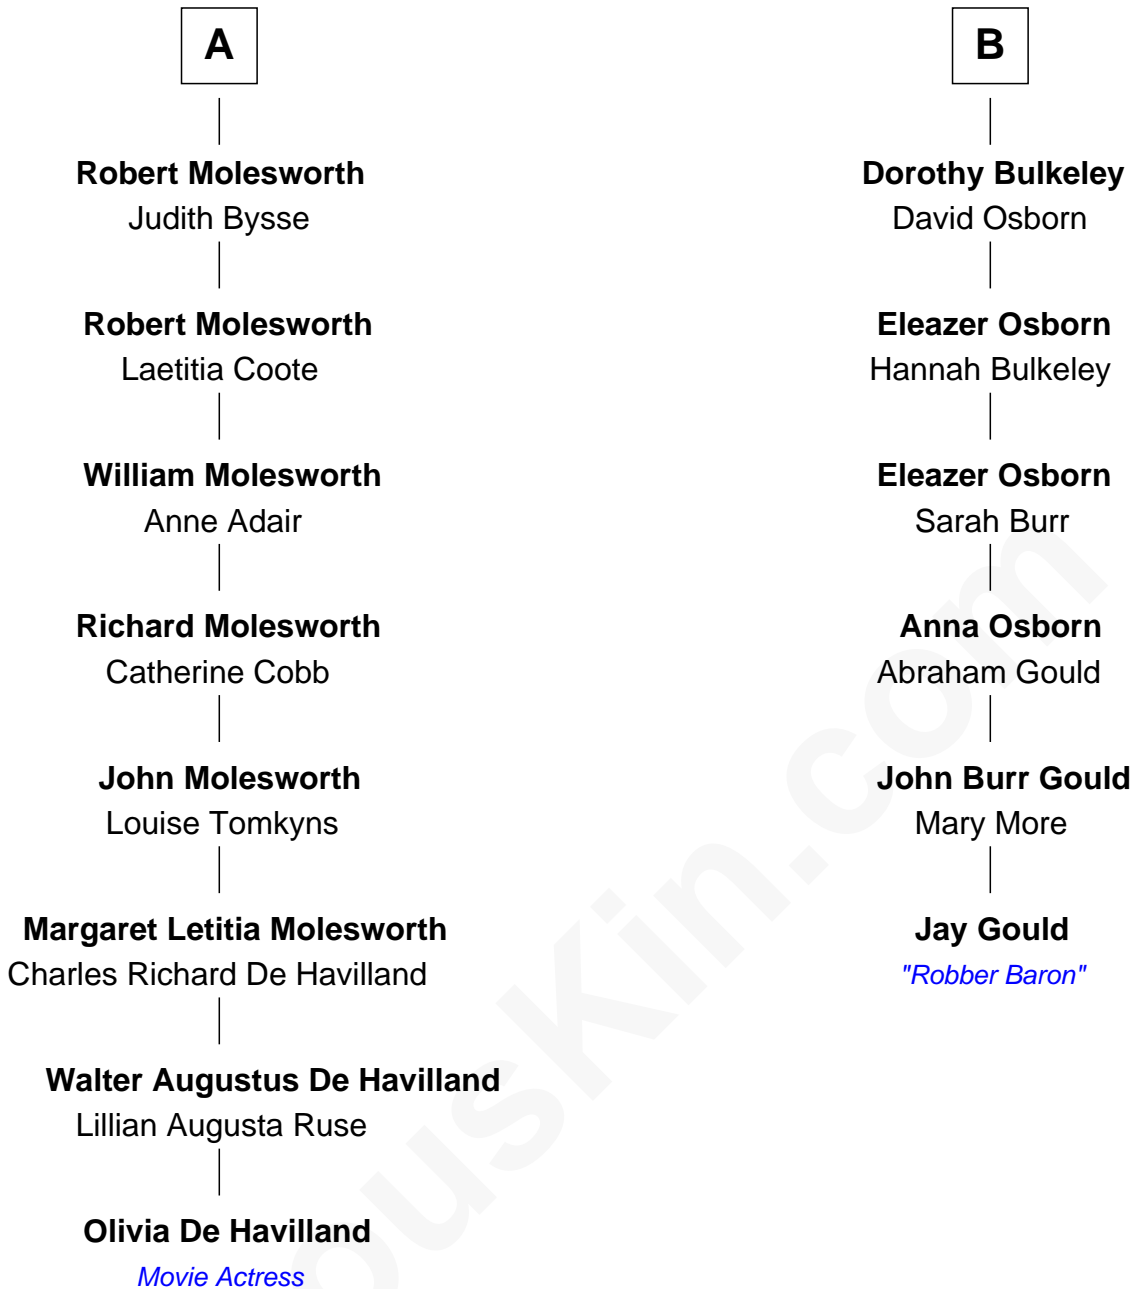 A
Robert Molesworth
Judith Bysse
Robert Molesworth
Laetitia Coote
William Molesworth
Anne Adair
Richard Molesworth
Catherine Cobb
John Molesworth
Louise Tomkyns
Margaret Letitia Molesworth
Charles Richard De Havilland
Walter Augustus De Havilland
Lillian Augusta Ruse
Olivia De Havilland
Movie Actress
B
Dorothy Bulkeley
David Osborn
Eleazer Osborn
Hannah Bulkeley
Eleazer Osborn
Sarah Burr
Anna Osborn
Abraham Gould
John Burr Gould
Mary More
Jay Gould
"Robber Baron"
ousKin.com